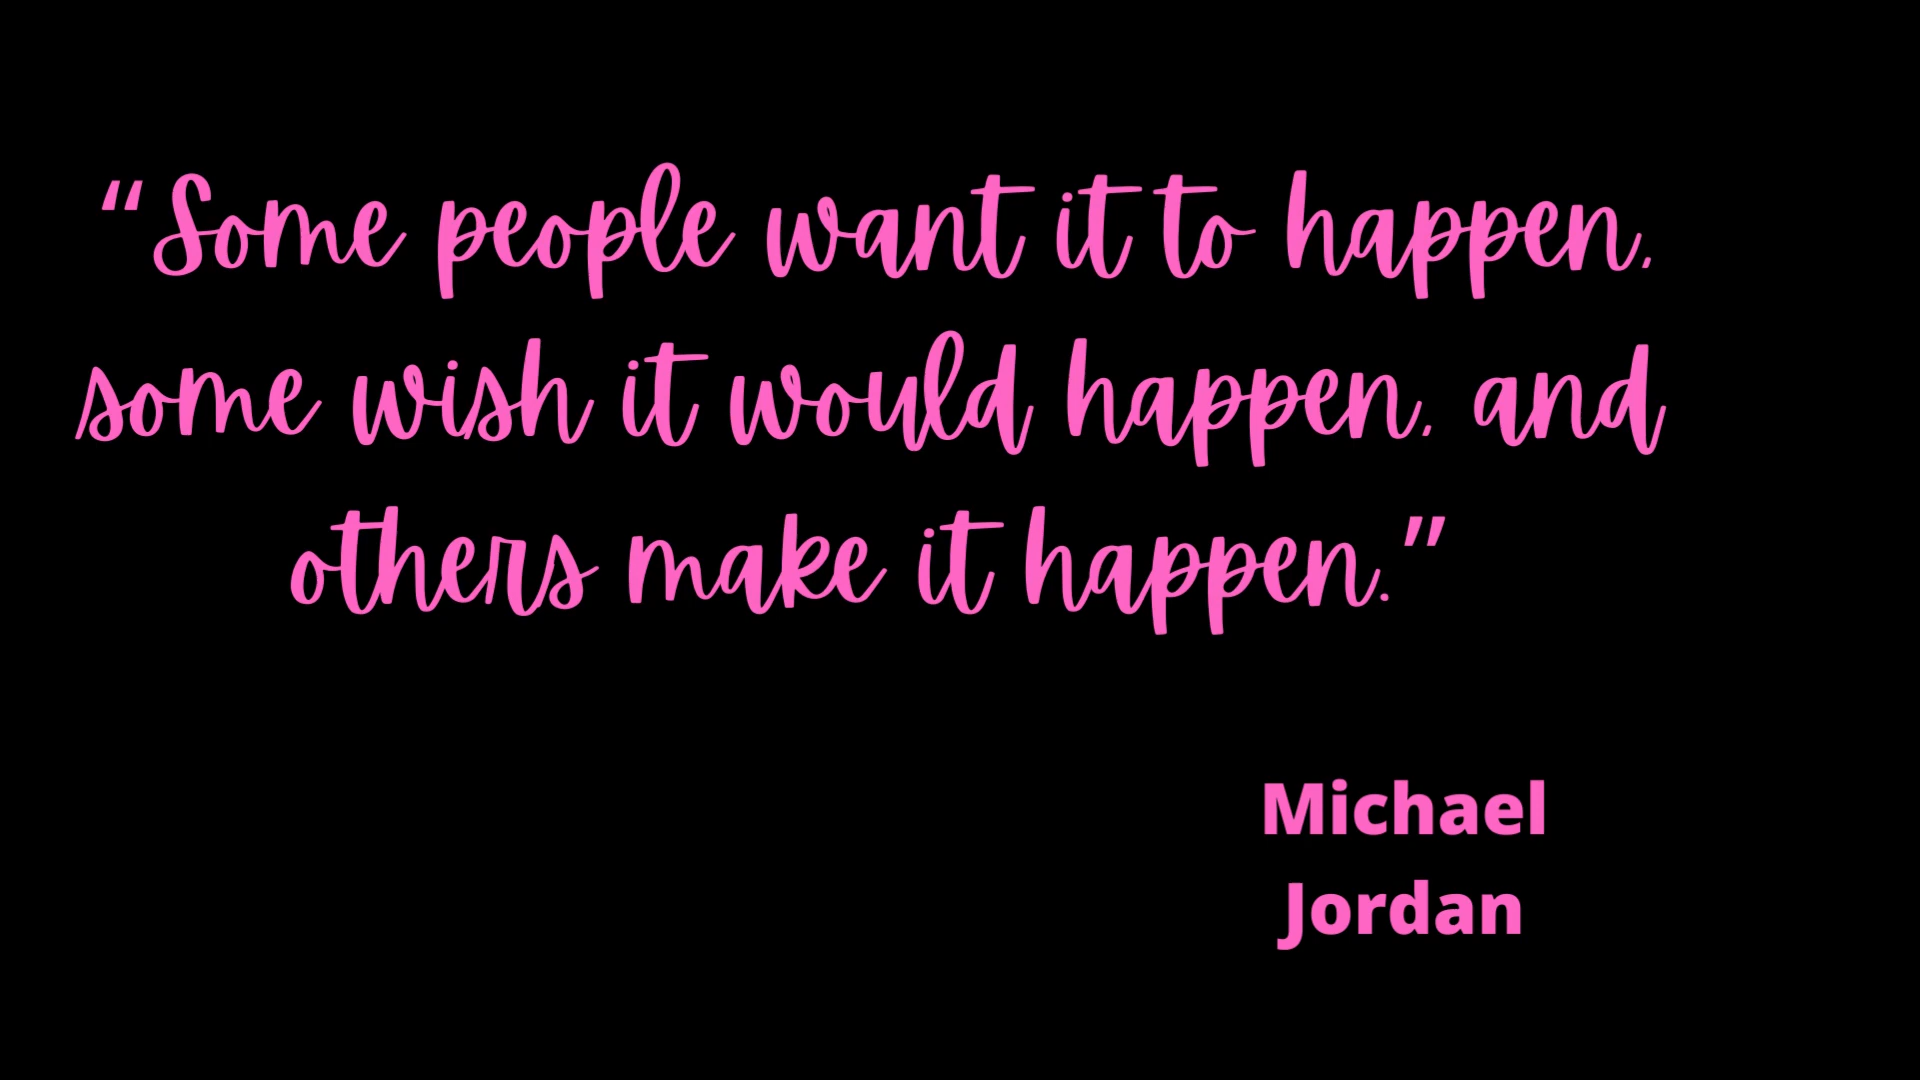 “Some people want it to happen,
some wish it would happen, and
others make it happen.”
Michael
Jordan